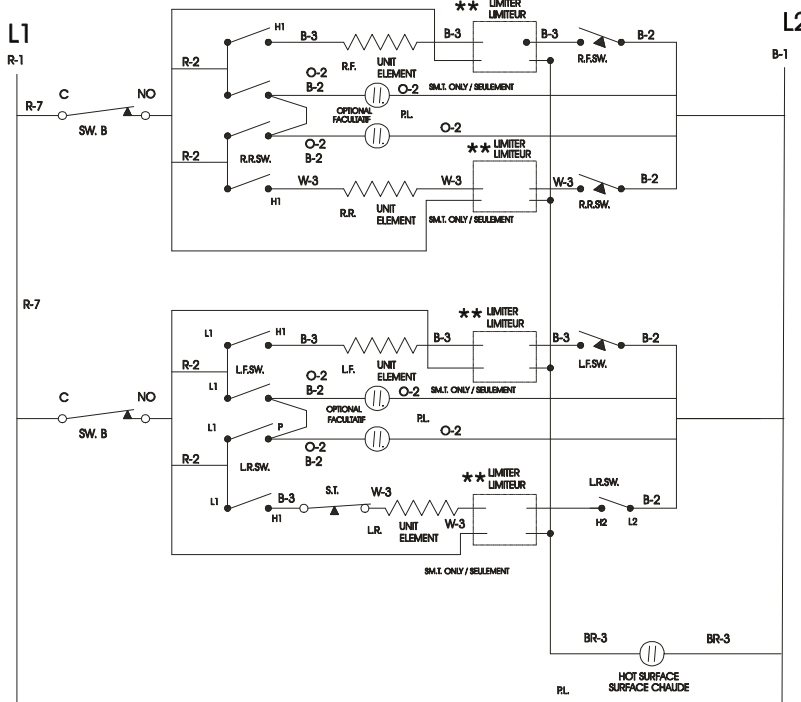 ** LIMITER
LIMITEUR
L1
L2
R-1
B-1
H1
B-3
B-3
B-3
B-2
R-2
R.F.
UNIT
ELEMENT
R.F.SW.
O-2
B-2
O-2
SM.T. ONLY / SEULEMENT
R-7
C
NO
SW. B
OPTIONAL
FACULTATIF
P.L.
O-2
B-2
O-2
** LIMITER
LIMITEUR
R-2
R.R.SW.
W-3
W-3
W-3
B-2
H1
R.R.
UNIT
ELEMENT
R.R.SW.
SM.T. ONLY / SEULEMENT
R-7
** LIMITER
LIMITEUR
L1
H1
B-3
B-3
B-3
B-2
R-2
L.F.SW.
L.F.
UNIT
ELEMENT
L.F.SW.
L1
O-2
B-2
O-2
SM.T. ONLY / SEULEMENT
C
NO
SW. B
OPTIONAL
FACULTATIF
P.L.
L1
P
O-2
B-2
O-2
R-2
L.R.SW.
** LIMITER
LIMITEUR
L1
B-3
H1
S.T.
W-3
L.R.
UNIT
ELEMENT
W-3
L.R.SW.
H2
L2
B-2
SM.T. ONLY / SEULEMENT
BR-3
BR-3
HOT SURFACE
SURFACE CHAUDE
P.L.